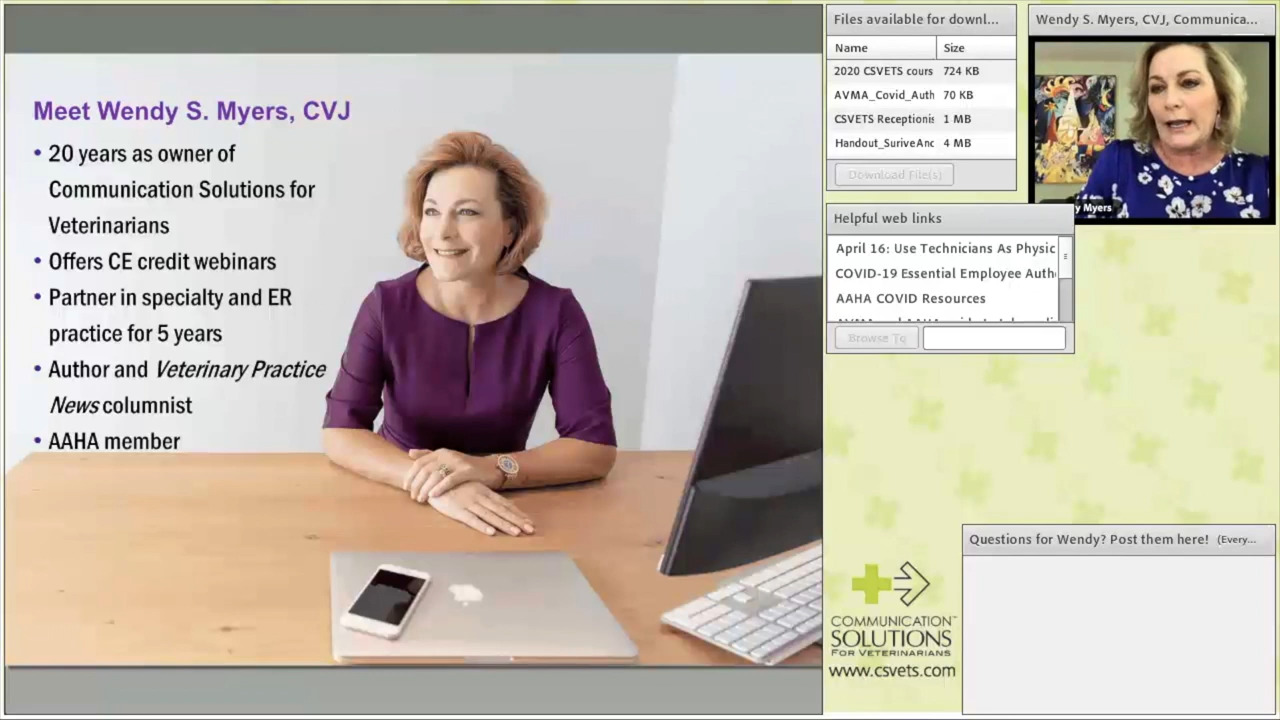 Meet Wendy S. Myers, CVJ
• 20 years as owner of
Communication Solutions for
Veterinarians
• Offers CE credit webinars
• Partner in specialty and ER
practice for 5 years
• Author and Veterinary Practice
News columnist
• AAHA member
Files available for downl...
Name Size
2020 CSVETS cours 724 KB
AVMA_Covid_Auth 70 KB
CSVETS Receptionis 1 MB
Handout_SuriveAnc 4 MB
Download File(s)
Wendy S. Myers, CVJ, Communica...
y Myers
Helpful web links
April 16: Use Technicians As Physic
COVID-19 Essential Employee Auth
AAHA COVID Resources
Browse To
Questions for Wendy? Post them here! (Every...
COMMUNICATION™
SOLUTIONS
FOR VETERINARIANS
www.csvets.com